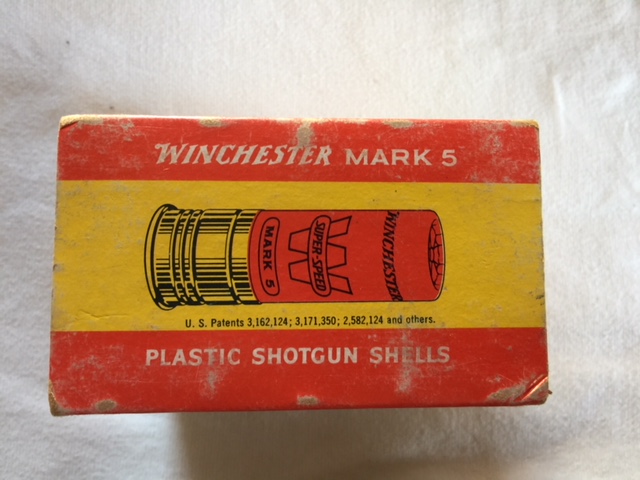 WINCHESTER MARK 5
MARK 5
SUPER-SPEED
W
WINCHESTER
U. S. Patents 3,162,124; 3,171,350; 2,582,124 and others.
PLASTIC SHOTGUN SHELLS